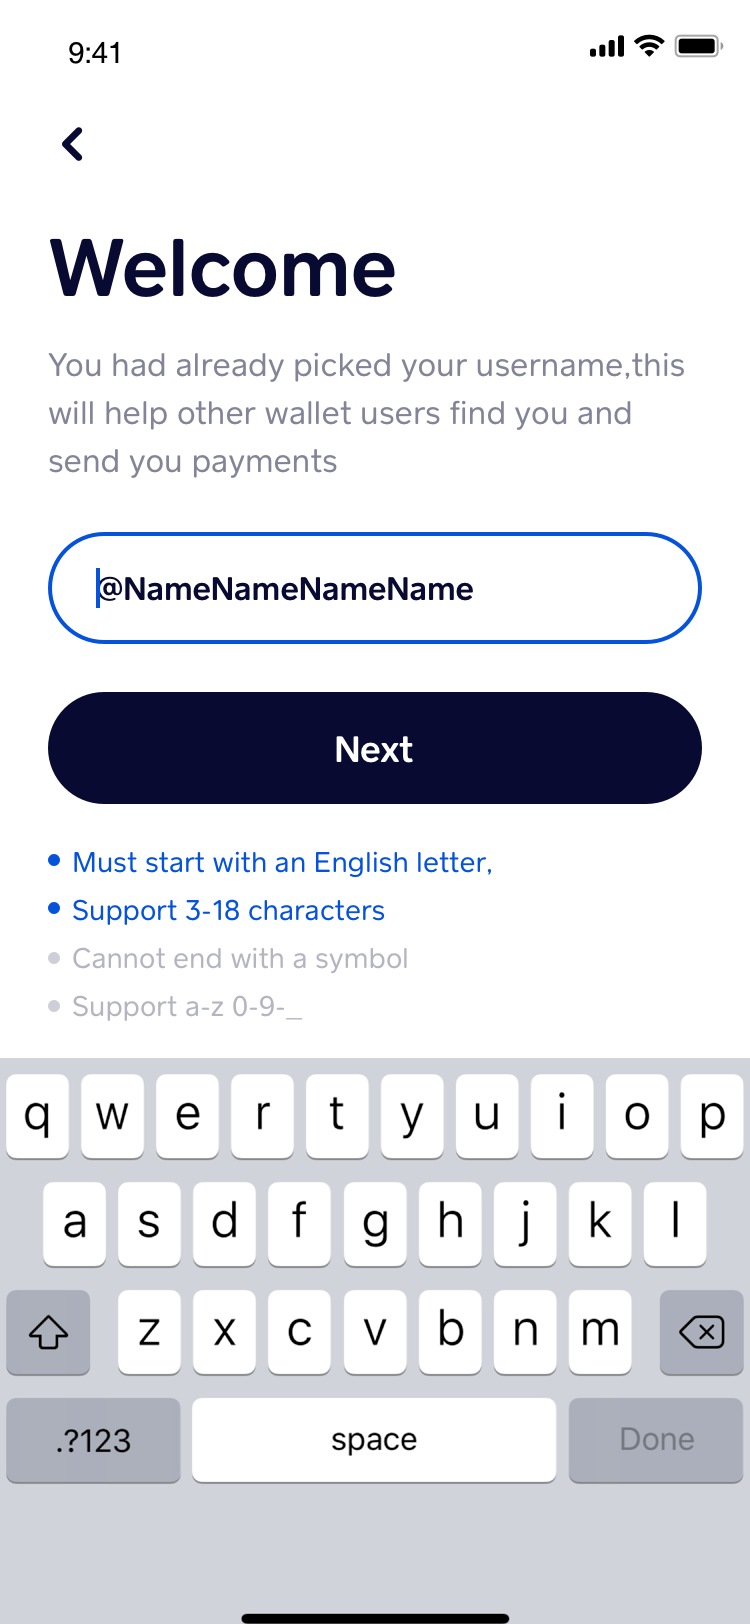 9:41
Welcome
You had already picked your username,this
will help other wallet users find you and
send you payments
@NameNameNameName
Next
Must start with an English letter,
Support 3-18 characters
Cannot end with a symbol
Support a-z 0-9-_
q w e r t y u i o p
a s d f g h j k l
z x c v b n m
.?123 space Done